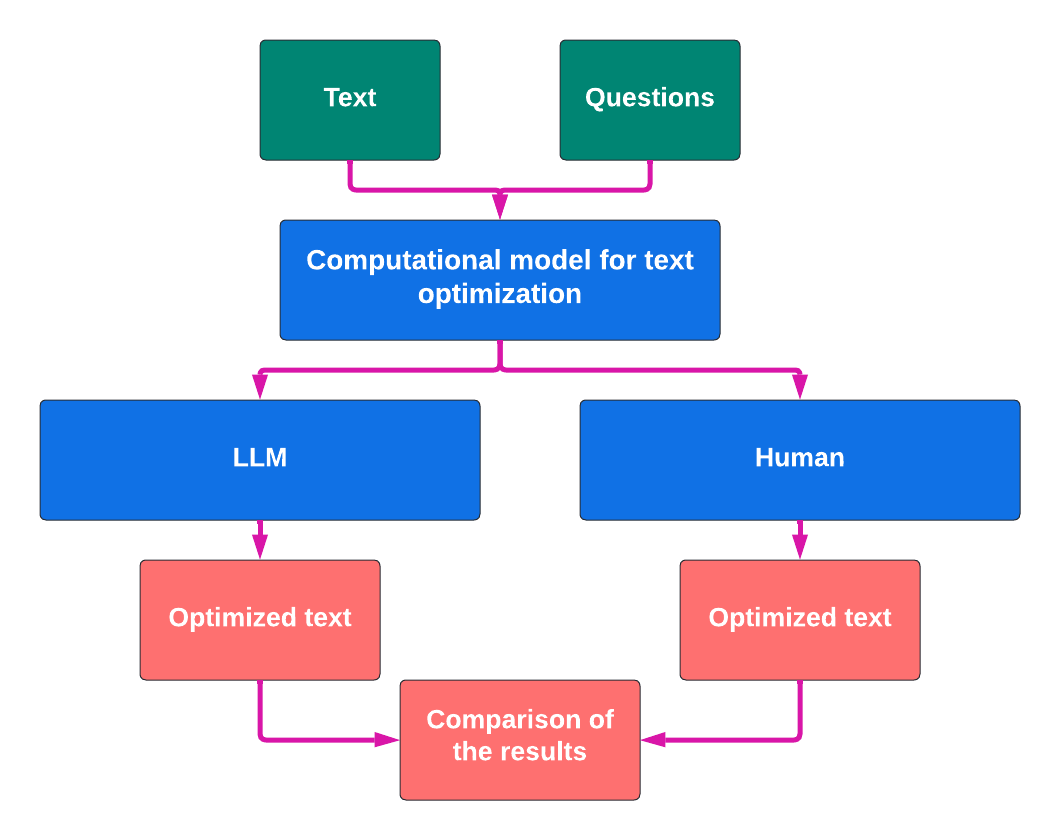 Text
Questions
Computational model for text
optimization
LLM
Human
Optimized text
Optimized text
Comparison of
the results